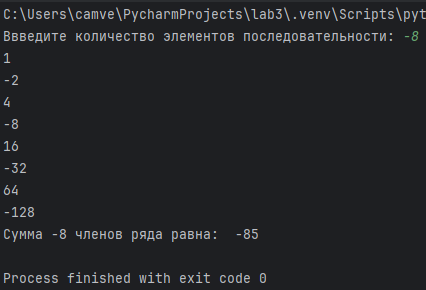 C:\Users\camve\PycharmProjects\lab3\.venv\Scripts\pyt
Ввведите количество элементов последовательности: -8
1
-2
4
-8
16
-32
64
-128
Сумма -8 членов ряда равна:  -85
Process finished with exit code 0